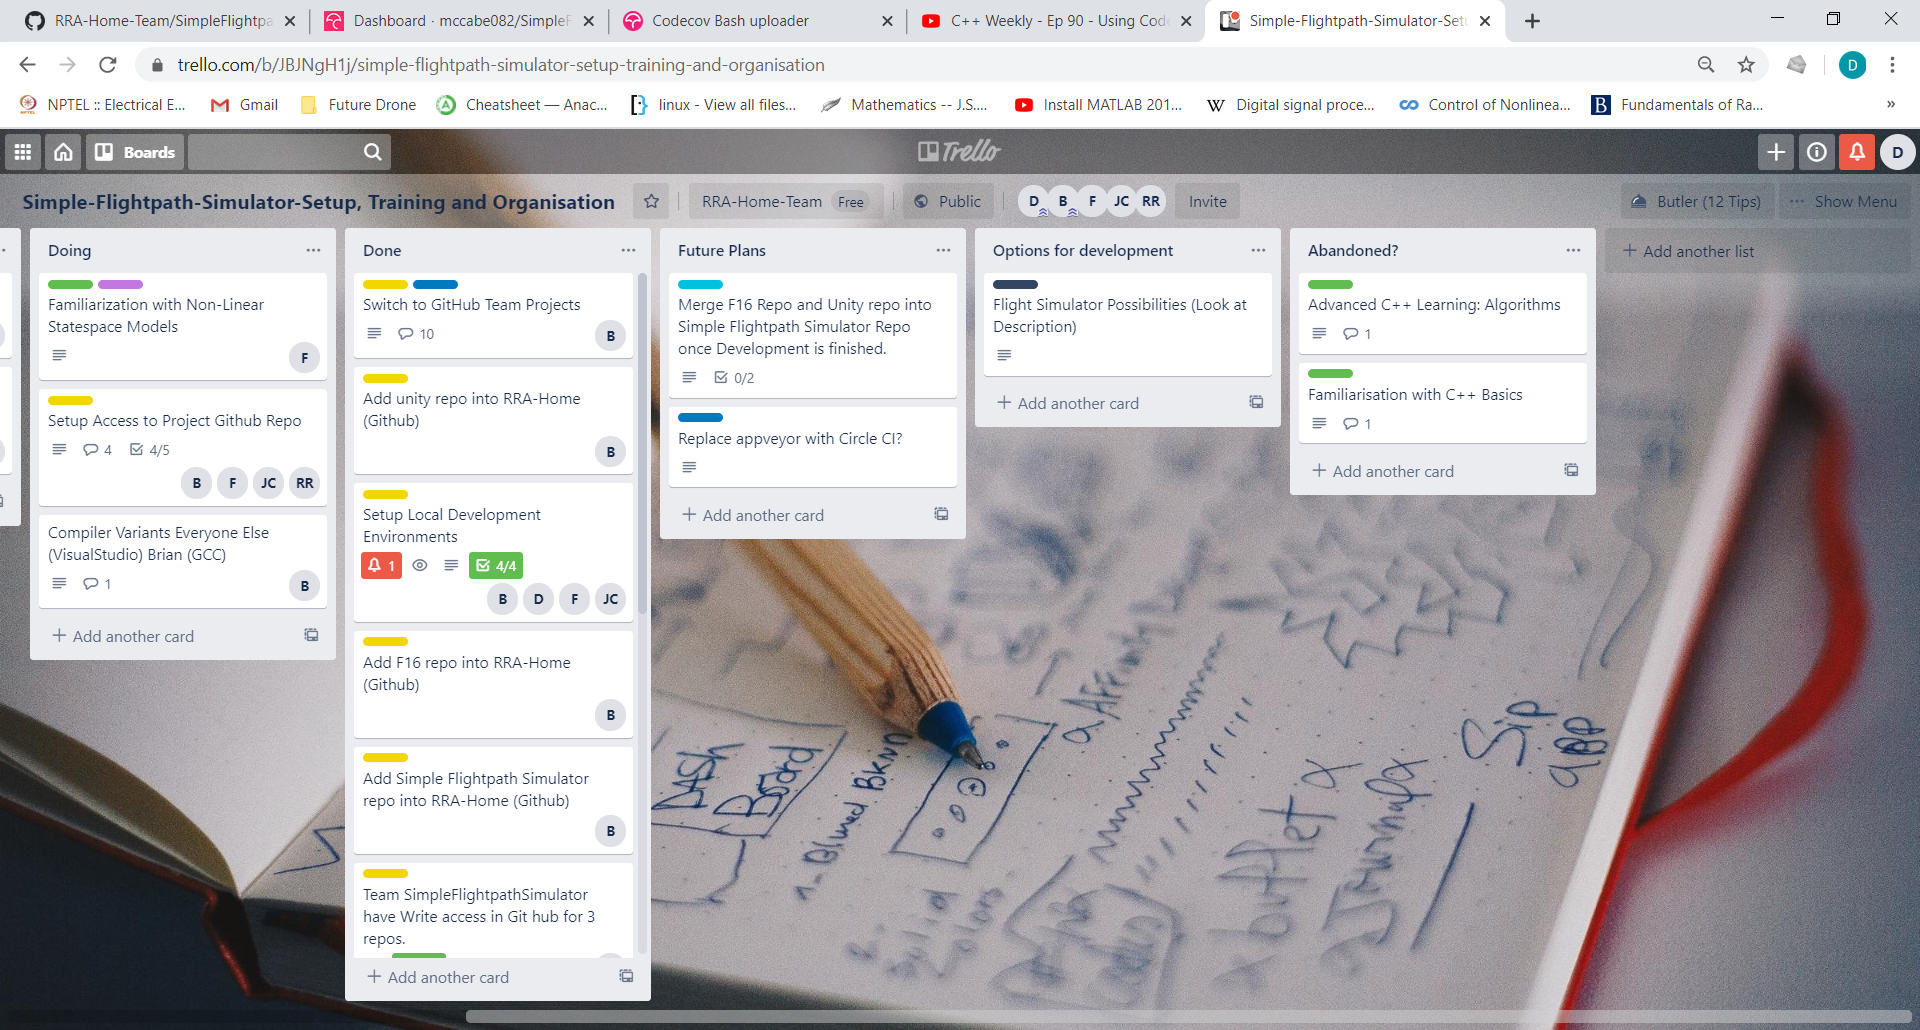 RRA-Home-Team/SimpleFlightpa
Dashboard · mccabe082/SimpleF
Codecov Bash uploader
C++ Weekly - Ep 90 - Using Code
Simple-Flightpath-Simulator-Setu
trello.com/b/JBJNgH1j/simple-flightpath-simulator-setup-training-and-organisation
D
NPTEL :: Electrical E...
Gmail
Future Drone
Cheatsheet — Anac...
linux - View all files...
Mathematics -- J.S....
Install MATLAB 201...
Digital signal proce...
Control of Nonlinea...
Fundamentals of Ra...
Boards
Trello
D
Simple-Flightpath-Simulator-Setup, Training and Organisation
RRA-Home-Team Free
Public
D B F JC RR
Invite
Butler (12 Tips)
Show Menu
Doing
Familiarization with Non-Linear
Statespace Models
F
Setup Access to Project Github Repo
4 4/5
B F JC RR
Compiler Variants Everyone Else
(VisualStudio) Brian (GCC)
1
B
+ Add another card
Done
Switch to GitHub Team Projects
10
B
Add unity repo into RRA-Home
(Github)
B
Setup Local Development
Environments
1 4/4
B D F JC
Add F16 repo into RRA-Home
(Github)
B
Add Simple Flightpath Simulator
repo into RRA-Home (Github)
B
Team SimpleFlightpathSimulator
have Write access in Git hub for 3
repos.
+ Add another card
Future Plans
Merge F16 Repo and Unity repo into
Simple Flightpath Simulator Repo
once Development is finished.
0/2
Replace appveyor with Circle CI?
+ Add another card
Options for development
Flight Simulator Possibilities (Look at
Description)
+ Add another card
Abandoned?
Advanced C++ Learning: Algorithms
1
Familiarisation with C++ Basics
1
+ Add another card
+ Add another list
Board